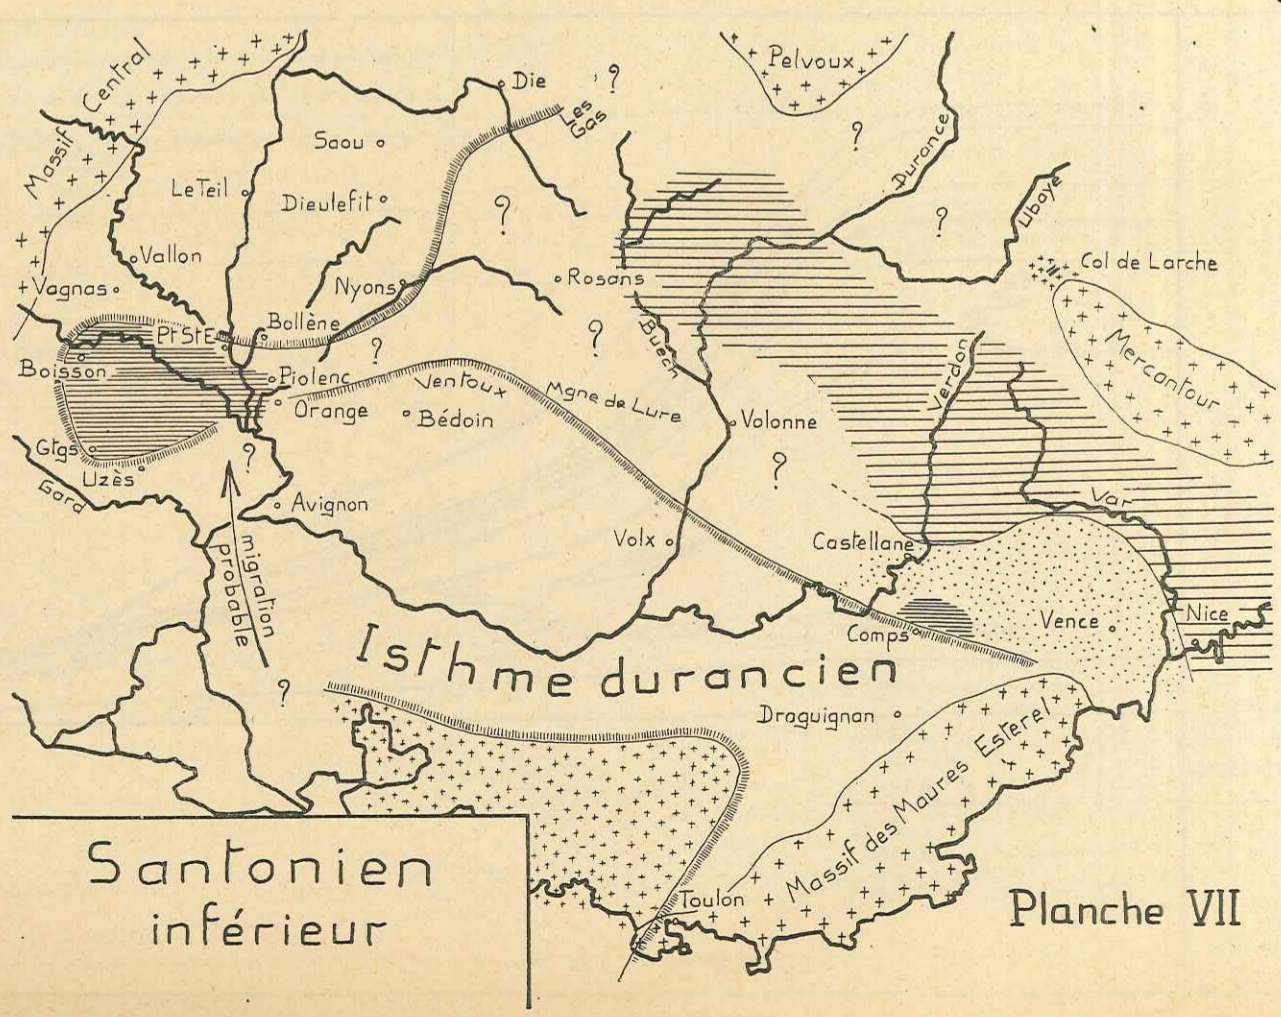 Massif Central
Pelvoux
Die
?
Les
Gas
?
Durance
Saou
Le Teil
Dieulefit
?
?
Ubaye
Vallon
Col de Larche
Vagnas
Nyons
Rosans
Pt St E
Bollène
?
?
Buech
Verdon
Mercantour
Boisson
Piolenc
Ventoux
Mgne de Lure
Orange
Bédoin
Volonne
Gtgs
?
?
Uzès
Gard
Avignon
Var
migration
probable
Volx
Castellane
Vence
Nice
Comps
Isthme durancien
?
Draguignan
Massif des Maures Esterel
Toulon
Santonien
inférieur
Planche VII